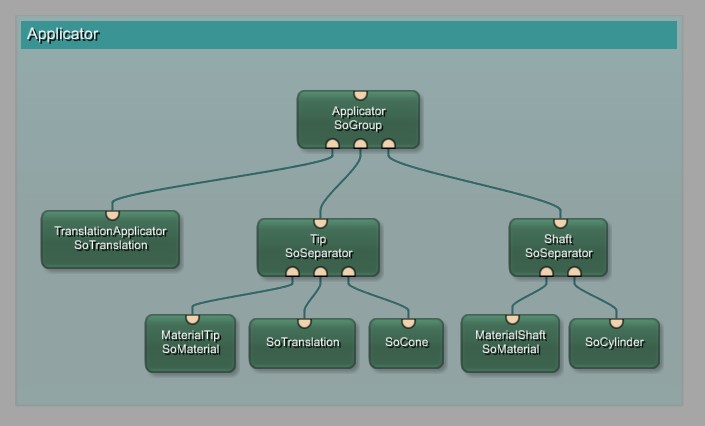 Applicator
Applicator
SoGroup
TranslationApplicator
SoTranslation
Tip
SoSeparator
Shaft
SoSeparator
MaterialTip
SoMaterial
SoTranslation
SoCone
MaterialShaft
SoMaterial
SoCylinder